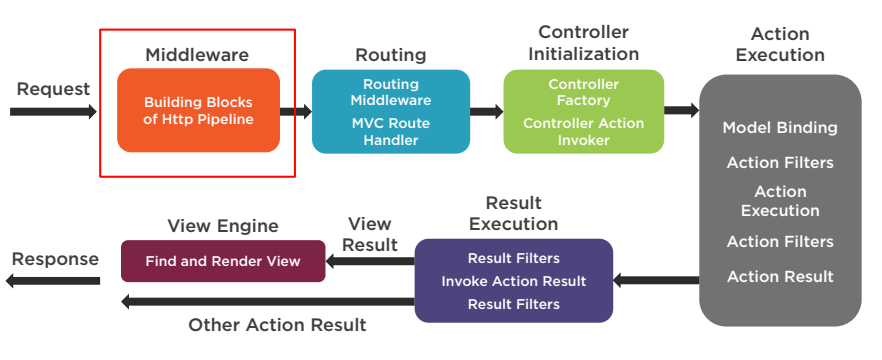 Request
Middleware
Building Blocks
of Http Pipeline
Routing
Routing
Middleware
MVC Route
Handler
Controller
Initialization
Controller
Factory
Controller Action
Invoker
Action
Execution
Model Binding
Action Filters
Action
Execution
Action Filters
Action Result
Result
Execution
Result Filters
Invoke Action Result
Result Filters
View
Result
View Engine
Find and Render View
Other Action Result
Response